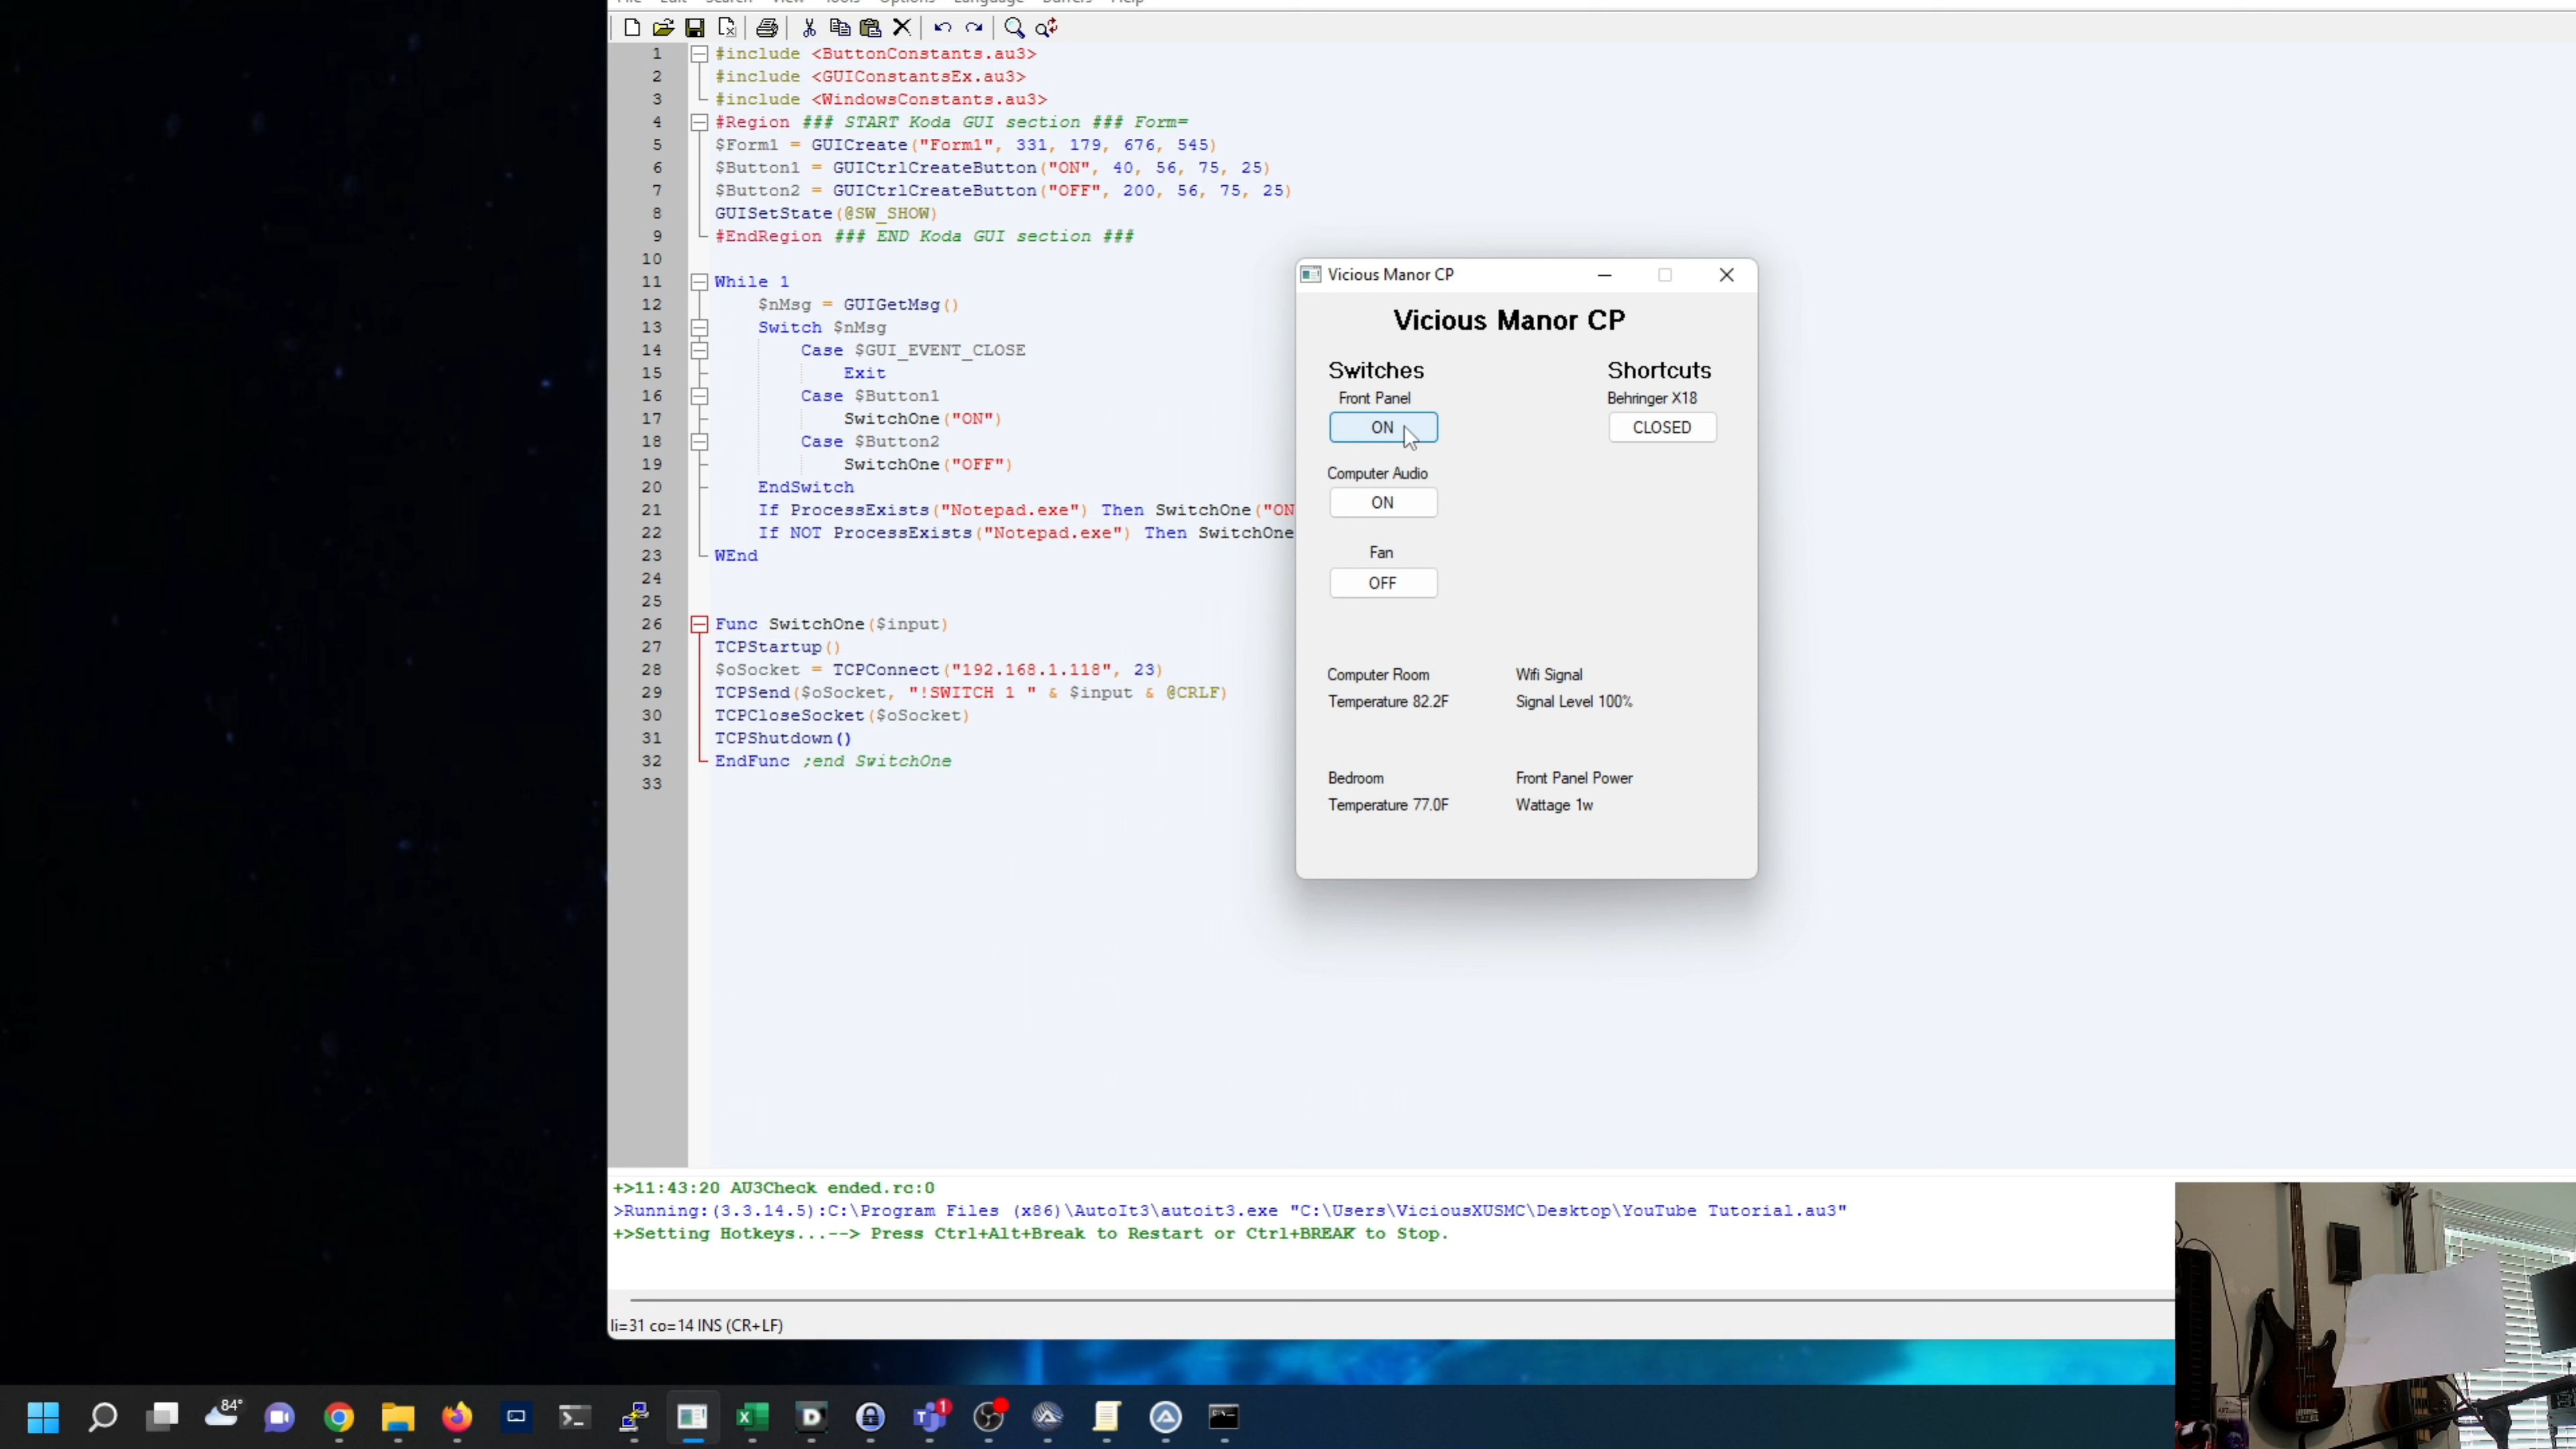 File Edit Search View Tools Options Language Buffers Help
1 #include <ButtonConstants.au3>
2 #include <GUIConstantsEx.au3>
3 #include <WindowsConstants.au3>
4 #Region ### START Koda GUI section ### Form=
5 $Form1 = GUICreate("Form1", 331, 179, 676, 545)
6 $Button1 = GUICtrlCreateButton("ON", 40, 56, 75, 25)
7 $Button2 = GUICtrlCreateButton("OFF", 200, 56, 75, 25)
8 GUISetState(@SW_SHOW)
9 #EndRegion ### END Koda GUI section ###
10
11 While 1
12 $nMsg = GUIGetMsg()
13 Switch $nMsg
14 Case $GUI_EVENT_CLOSE
15 Exit
16 Case $Button1
17 SwitchOne("ON")
18 Case $Button2
19 SwitchOne("OFF")
20 EndSwitch
21 If ProcessExists("Notepad.exe") Then SwitchOne("ON
22 If NOT ProcessExists("Notepad.exe") Then SwitchOne
23 WEnd
24
25
26 Func SwitchOne($input)
27 TCPStartup()
28 $oSocket = TCPConnect("192.168.1.118", 23)
29 TCPSend($oSocket, "!SWITCH 1 " & $input & @CRLF)
30 TCPCloseSocket($oSocket)
31 TCPShutdown()
32 EndFunc ;end SwitchOne
33
Vicious Manor CP
Vicious Manor CP
Switches Shortcuts
Front Panel Behringer X18
ON CLOSED
Computer Audio
ON
Fan
OFF
Computer Room Wifi Signal
Temperature 82.2F Signal Level 100%
Bedroom Front Panel Power
Temperature 77.0F Wattage 1w
+>11:43:20 AU3Check ended.rc:0
>Running:(3.3.14.5):C:\Program Files (x86)\AutoIt3\autoit3.exe "C:\Users\ViciousXUSMC\Desktop\YouTube Tutorial.au3"
+>Setting Hotkeys...--> Press Ctrl+Alt+Break to Restart or Ctrl+BREAK to Stop.
li=31 co=14 INS (CR+LF)
84°
1